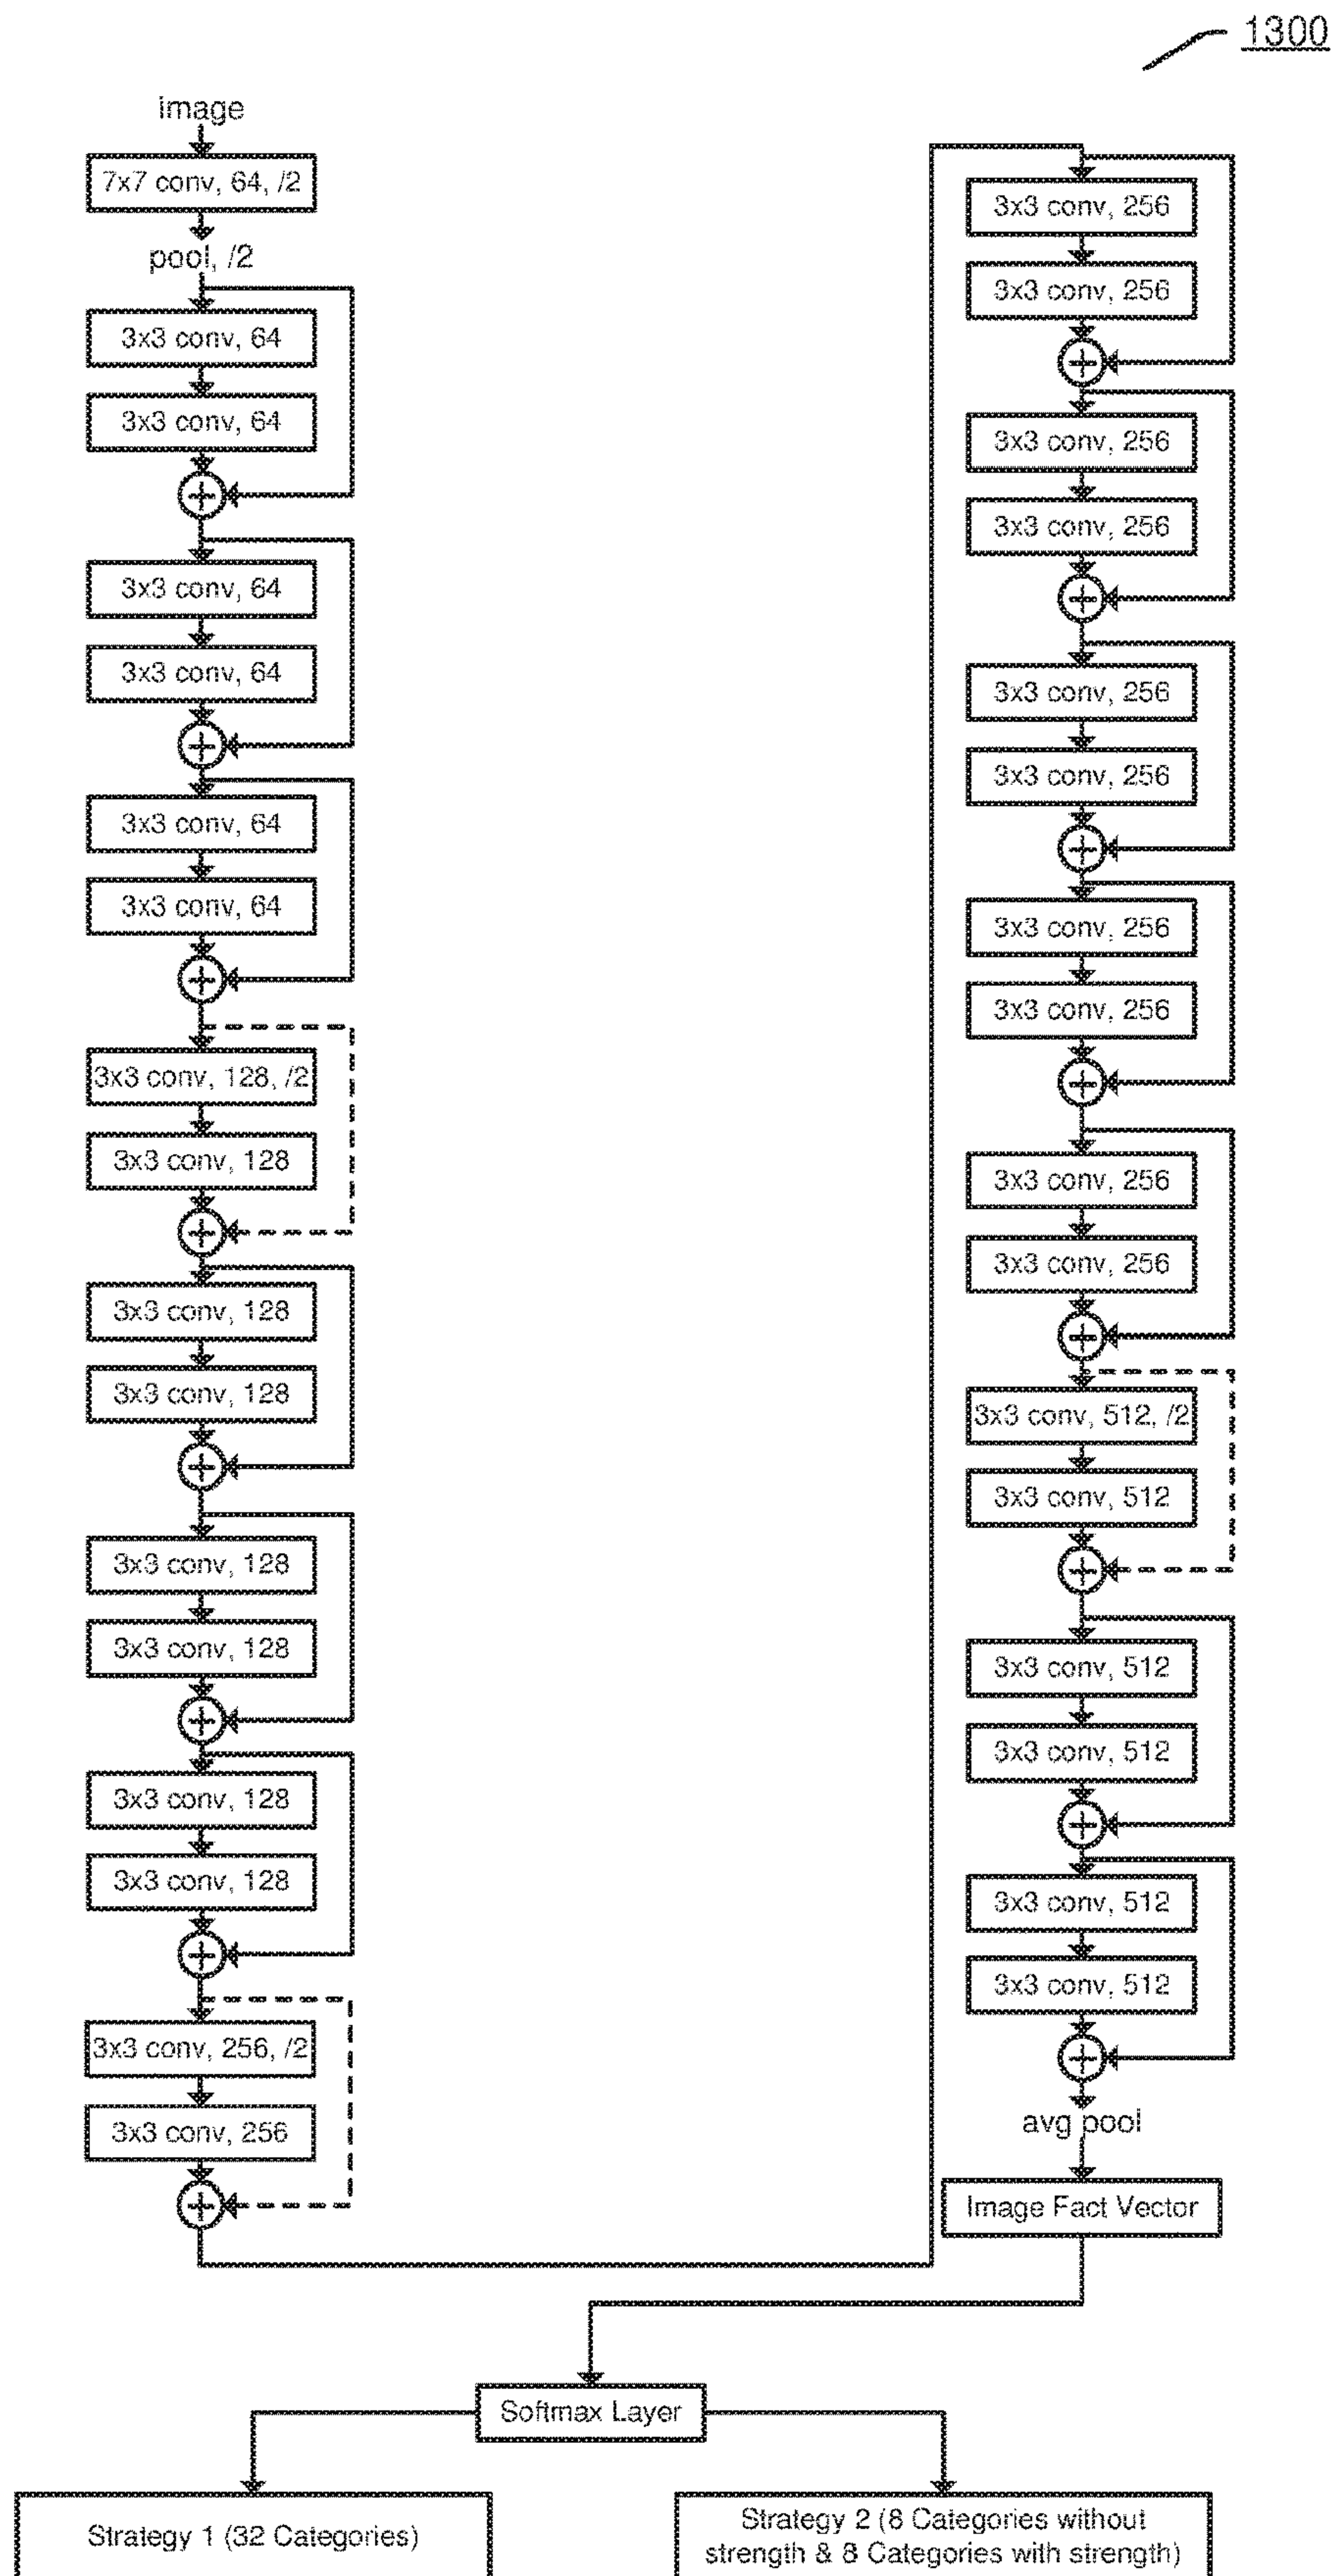 1300
image
7x7 conv, 64, /2
pool, /2
3x3 conv, 64
3x3 conv, 64
3x3 conv, 64
3x3 conv, 64
3x3 conv, 64
3x3 conv, 64
3x3 conv, 128, /2
3x3 conv, 128
3x3 conv, 128
3x3 conv, 128
3x3 conv, 128
3x3 conv, 128
3x3 conv, 128
3x3 conv, 128
3x3 conv, 256, /2
3x3 conv, 256
3x3 conv, 256
3x3 conv, 256
3x3 conv, 256
3x3 conv, 256
3x3 conv, 256
3x3 conv, 256
3x3 conv, 256
3x3 conv, 256
3x3 conv, 256
3x3 conv, 256
3x3 conv, 512, /2
3x3 conv, 512
3x3 conv, 512
3x3 conv, 512
3x3 conv, 512
3x3 conv, 512
avg pool
Image Fact Vector
Softmax Layer
Strategy 1 (32 Categories)
Strategy 2 (8 Categories without
strength & 8 Categories with strength)